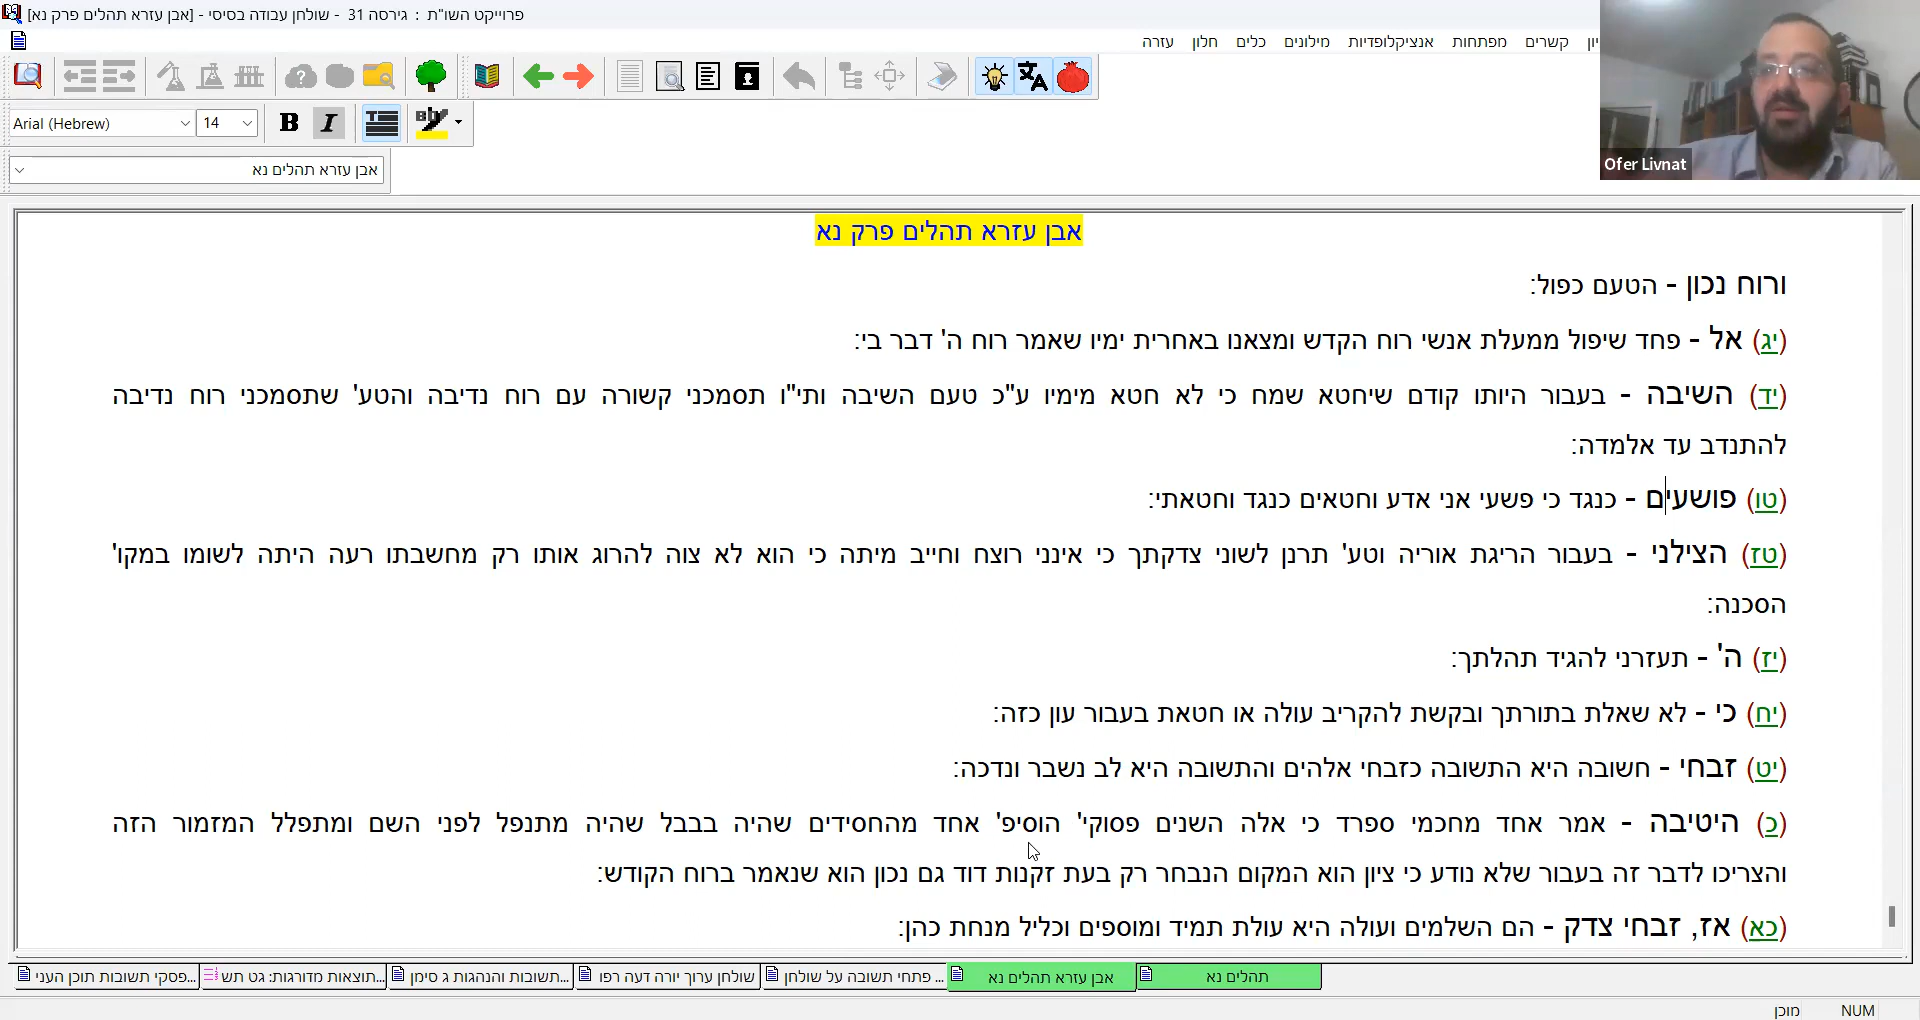 פרוייקט השו"ת : גירסה 31 - שולחן עבודה בסיסי - [אבן עזרא תהלים פרק נא]
יון קשרים מפתחות אנציקלופדיות מילונים כלים חלון עזרה
Arial (Hebrew) 14
אבן עזרא תהלים נא
Ofer Livnat
אבן עזרא תהלים פרק נא
ורוח נכון - הטעם כפול:
(יג) אל - פחד שיפול ממעלת אנשי רוח הקדש ומצאנו באחרית ימיו שאמר רוח ה' דבר בי:
(יד) השיבה - בעבור היותו קודם שיחטא שמח כי לא חטא מימיו ע"כ טעם השיבה ותי"ו תסמכני קשורה עם רוח נדיבה והטע' שתסמכני רוח נדיבה
להתנדב עד אלמדה:
(טו) פושעים - כנגד כי פשעי אני אדע וחטאים כנגד וחטאתי:
(טז) הצילני - בעבור הריגת אוריה וטע' תרנן לשוני צדקתך כי אינני רוצח וחייב מיתה כי הוא לא צוה להרוג אותו רק מחשבתו רעה היתה לשומו במקו'
הסכנה:
(יז) ה' - תעזרני להגיד תהלתך:
(יח) כי - לא שאלת בתורתך ובקשת להקריב עולה או חטאת בעבור עון כזה:
(יט) זבחי - חשובה היא התשובה כזבחי אלהים והתשובה היא לב נשבר ונדכה:
(כ) היטיבה - אמר אחד מחכמי ספרד כי אלה השנים פסוקי' הוסיפ' אחד מהחסידים שהיה בבבל שהיה מתנפל לפני השם ומתפלל המזמור הזה
והצריכו לדבר זה בעבור שלא נודע כי ציון הוא המקום הנבחר רק בעת זקנות דוד גם נכון הוא שנאמר ברוח הקודש:
(כא) אז, זבחי צדק - הם השלמים ועולה היא עולת תמיד ומוספים וכליל מנחת כהן:
תהלים נא
אבן עזרא תהלים נא
פתחי תשובה על שולחן ...
שולחן ערוך יורה דעה רפו
תשובות והנהגות ג סימן...
תוצאות מדורגות: גט תש...
פסקי תשובות תוכן העני...
מוכן NUM